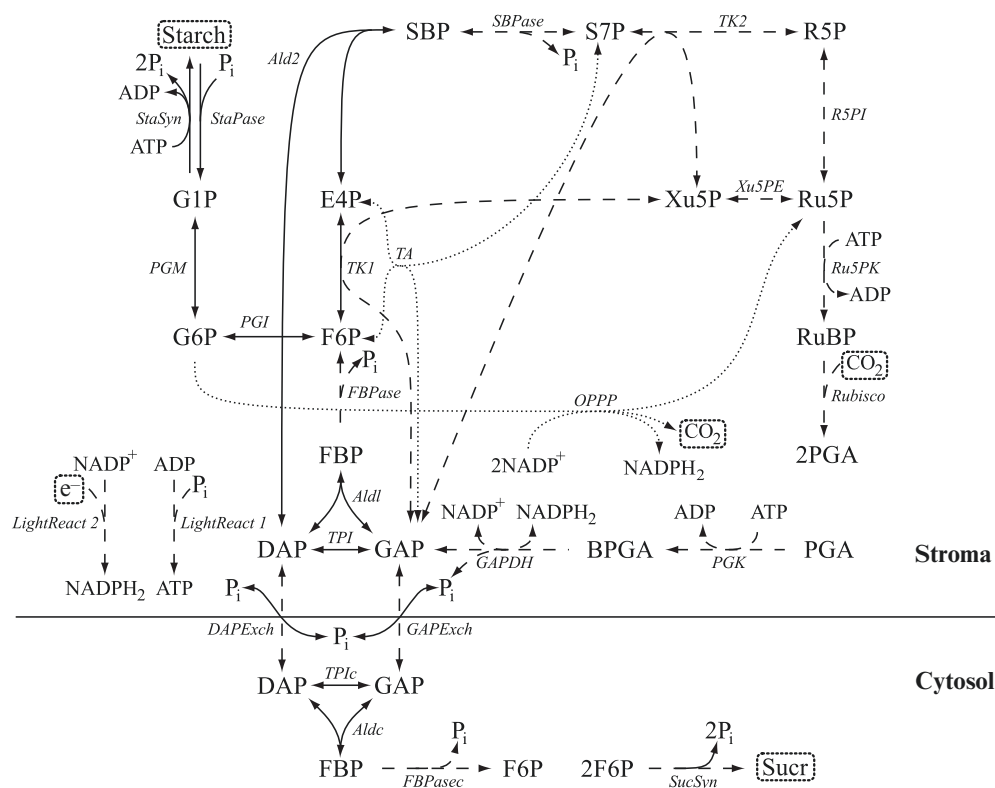 SBP SBPase S7P TK2 R5P
Starch
Ald2
2Pi Pi
Pi
ADP
StaSyn StaPase
R5PI
ATP
G1P E4P Xu5P Xu5PE Ru5P
ATP
TA
PGM TK1 Ru5PK
ADP
PGI
G6P F6P RuBP
Pi
CO2
FBPase Rubisco
OPPP
CO2
FBP 2NADP+ NADPH2 2PGA
NADP+ ADP
e– Pi
Aldl
LightReact 2 LightReact 1
NADP+ NADPH2 ADP ATP
TPI
DAP GAP GAPDH BPGA PGK PGA
Stroma
NADPH2 ATP Pi Pi
DAPExch Pi GAPExch
TPIc
DAP GAP
Cytosol
Aldc
Pi 2Pi
FBP FBPasec F6P 2F6P SucSyn Sucr